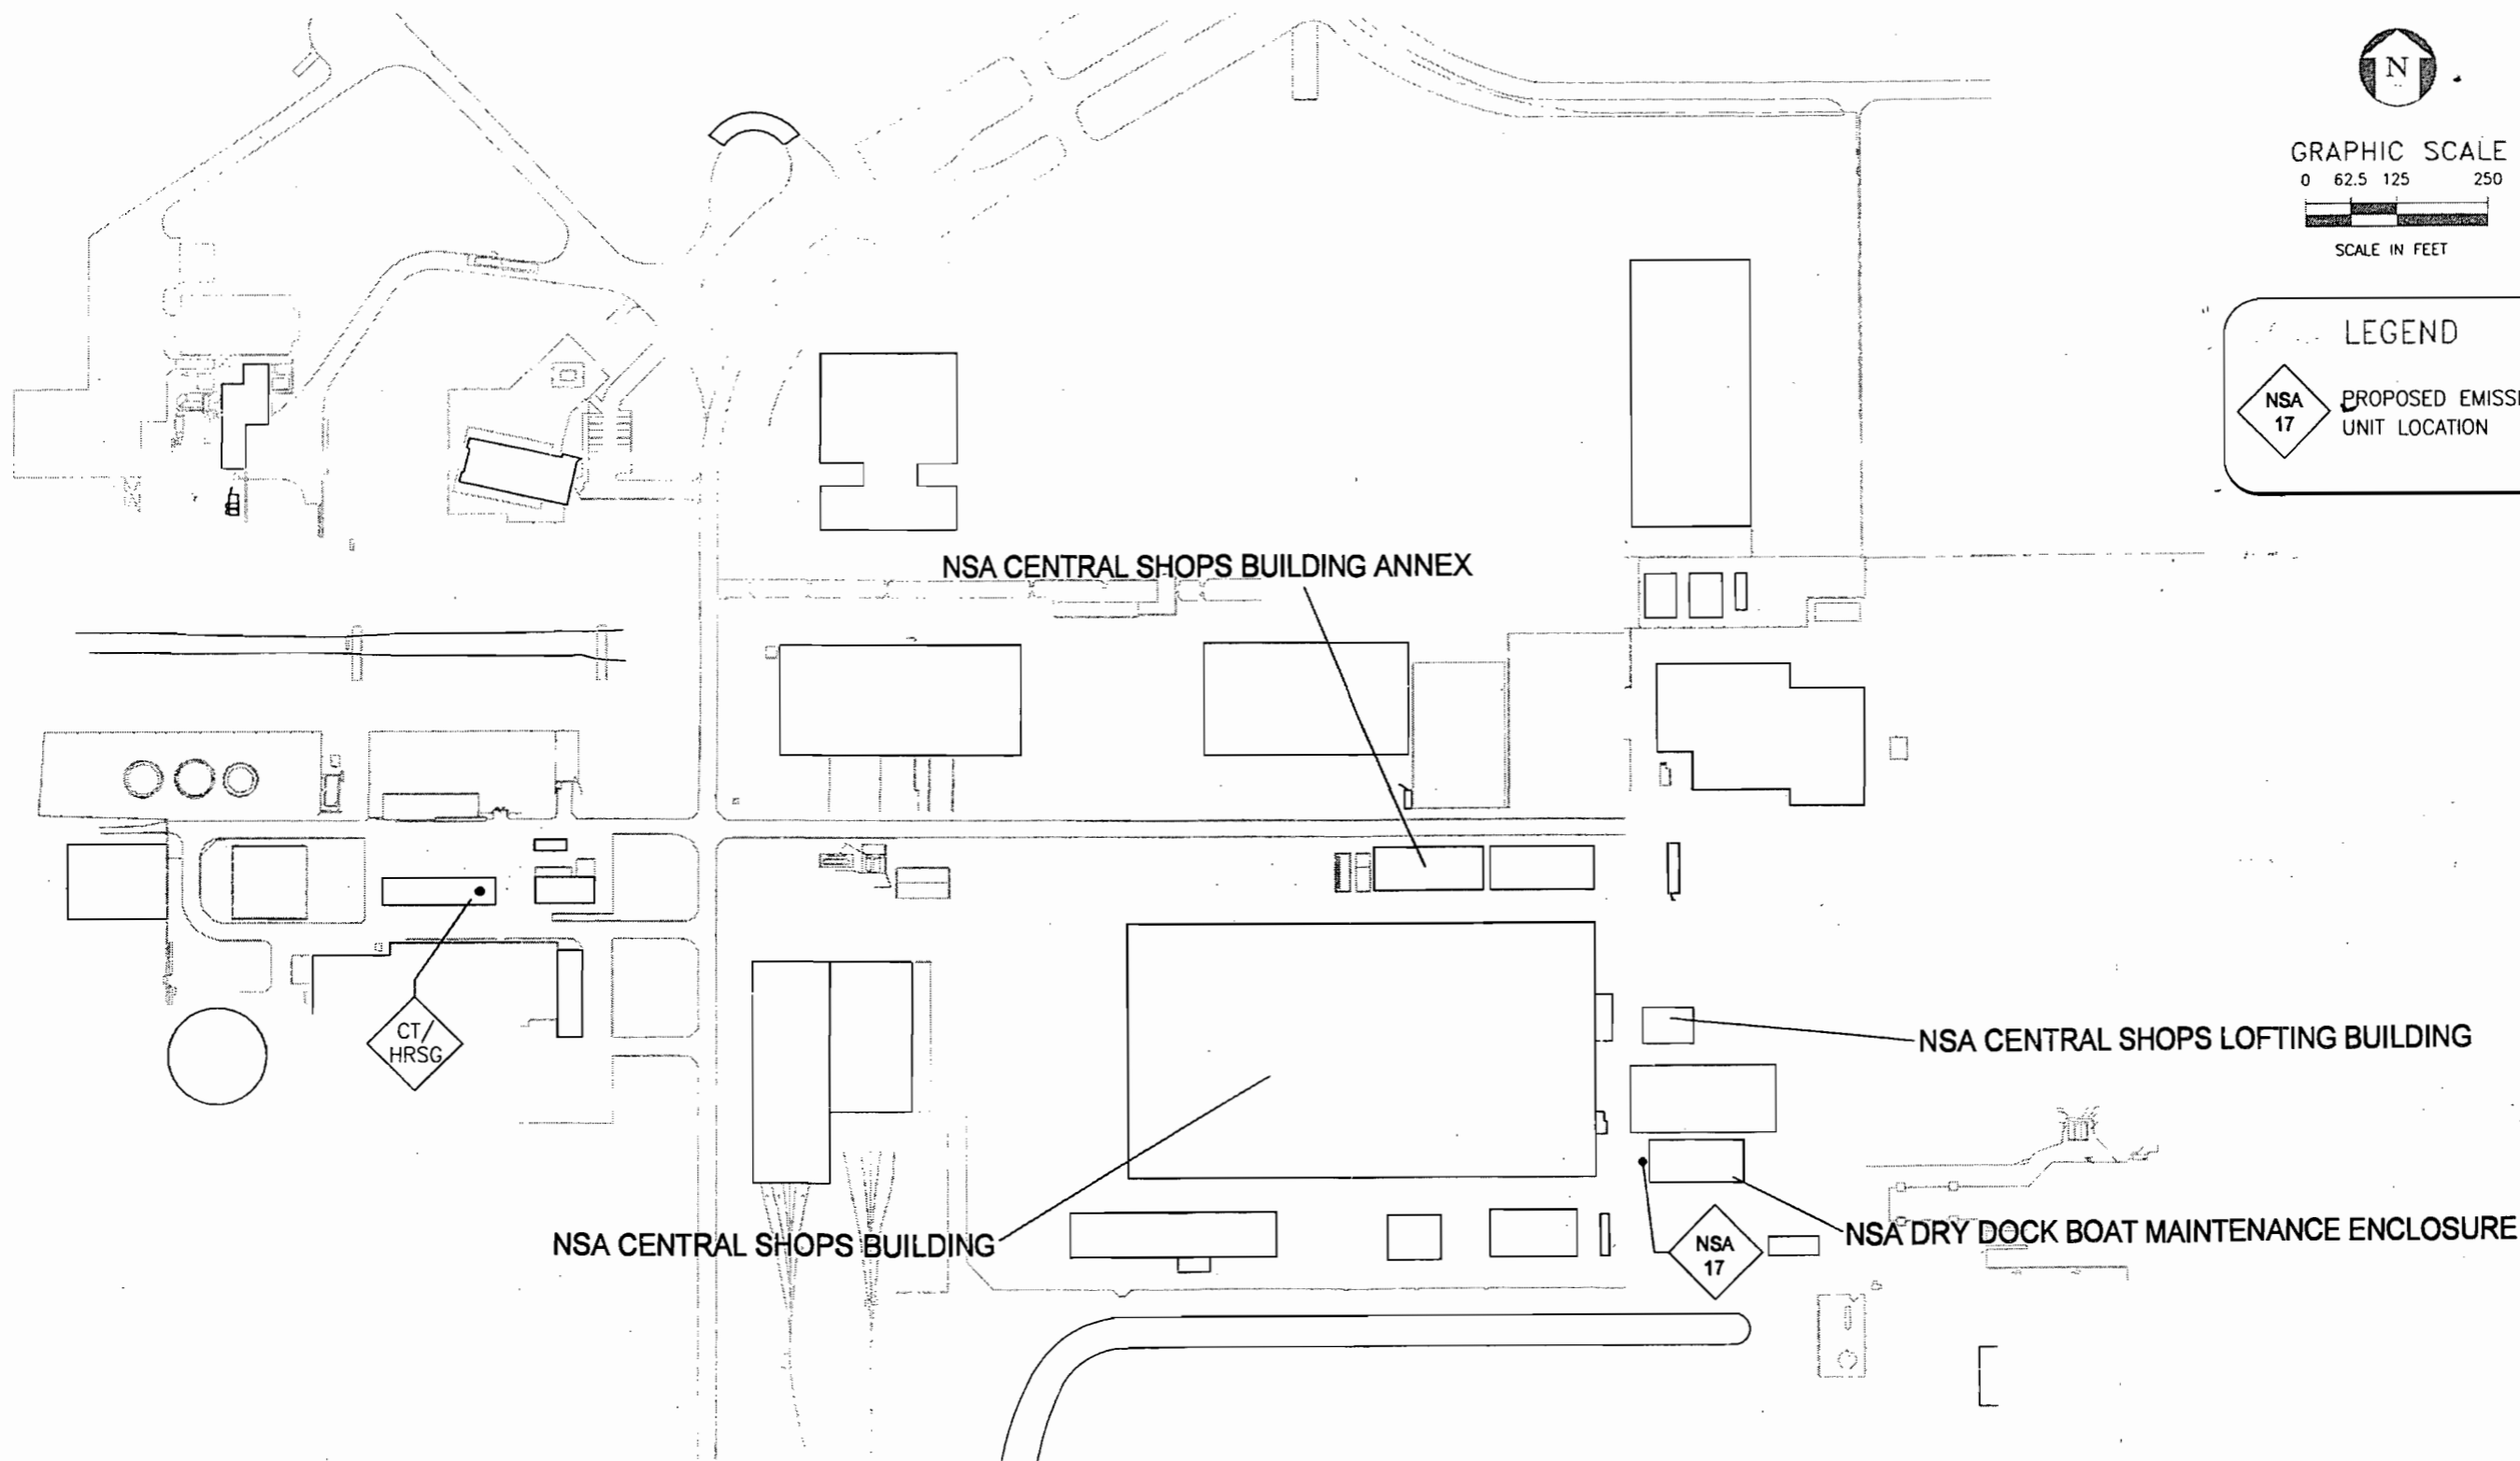 N
GRAPHIC SCALE
0 62.5 125 250
SCALE IN FEET
LEGEND
NSA
17
PROPOSED EMISSI
UNIT LOCATION
NSA CENTRAL SHOPS BUILDING ANNEX
CT/
HRSG
NSA CENTRAL SHOPS LOFTING BUILDING
NSA CENTRAL SHOPS BUILDING
NSA
17
NSA DRY DOCK BOAT MAINTENANCE ENCLOSURE